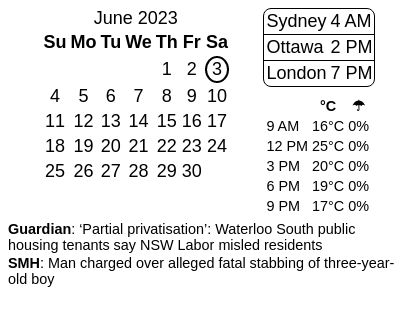 June 2023
Su Mo Tu We Th Fr Sa
1 2 3
4 5 6 7 8 9 10
11 12 13 14 15 16 17
18 19 20 21 22 23 24
25 26 27 28 29 30
Sydney 4 AM
Ottawa 2 PM
London 7 PM
°C ☂
9 AM 16°C 0%
12 PM 25°C 0%
3 PM 20°C 0%
6 PM 19°C 0%
9 PM 17°C 0%
Guardian: ‘Partial privatisation’: Waterloo South public
housing tenants say NSW Labor misled residents
SMH: Man charged over alleged fatal stabbing of three-year-
old boy